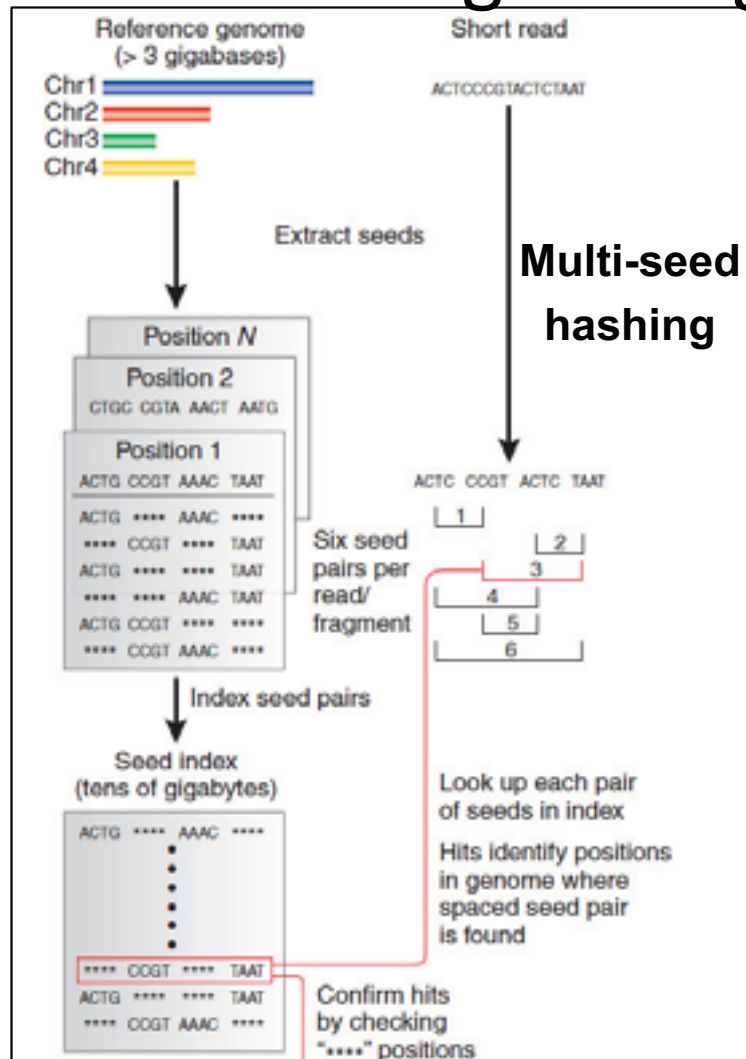 Reference genome
(> 3 gigabases)
Chr1
Chr2
Chr3
Chr4
Short read
ACTCCCGTACTCTAAT
Extract seeds
Multi-seed
hashing
Position N
Position 2
CTGC CGTA AACT AATG
Position 1
ACTG CCGT AAAC TAAT
ACTG •••• AAAC ••••
•••• CCGT •••• TAAT
ACTG •••• •••• TAAT
•••• •••• AAAC TAAT
ACTG CCGT •••• ••••
•••• CCGT AAAC ••••
ACTC CCGT ACTC TAAT
1
2
3
4
5
6
Six seed
pairs per
read/
fragment
Index seed pairs
Seed index
(tens of gigabytes)
ACTG •••• AAAC ••••
•••• CCGT •••• TAAT
ACTG •••• •••• TAAT
•••• CCGT AAAC ••••
Look up each pair
of seeds in index
Hits identify positions
in genome where
spaced seed pair
is found
Confirm hits
by checking
"••••" positions